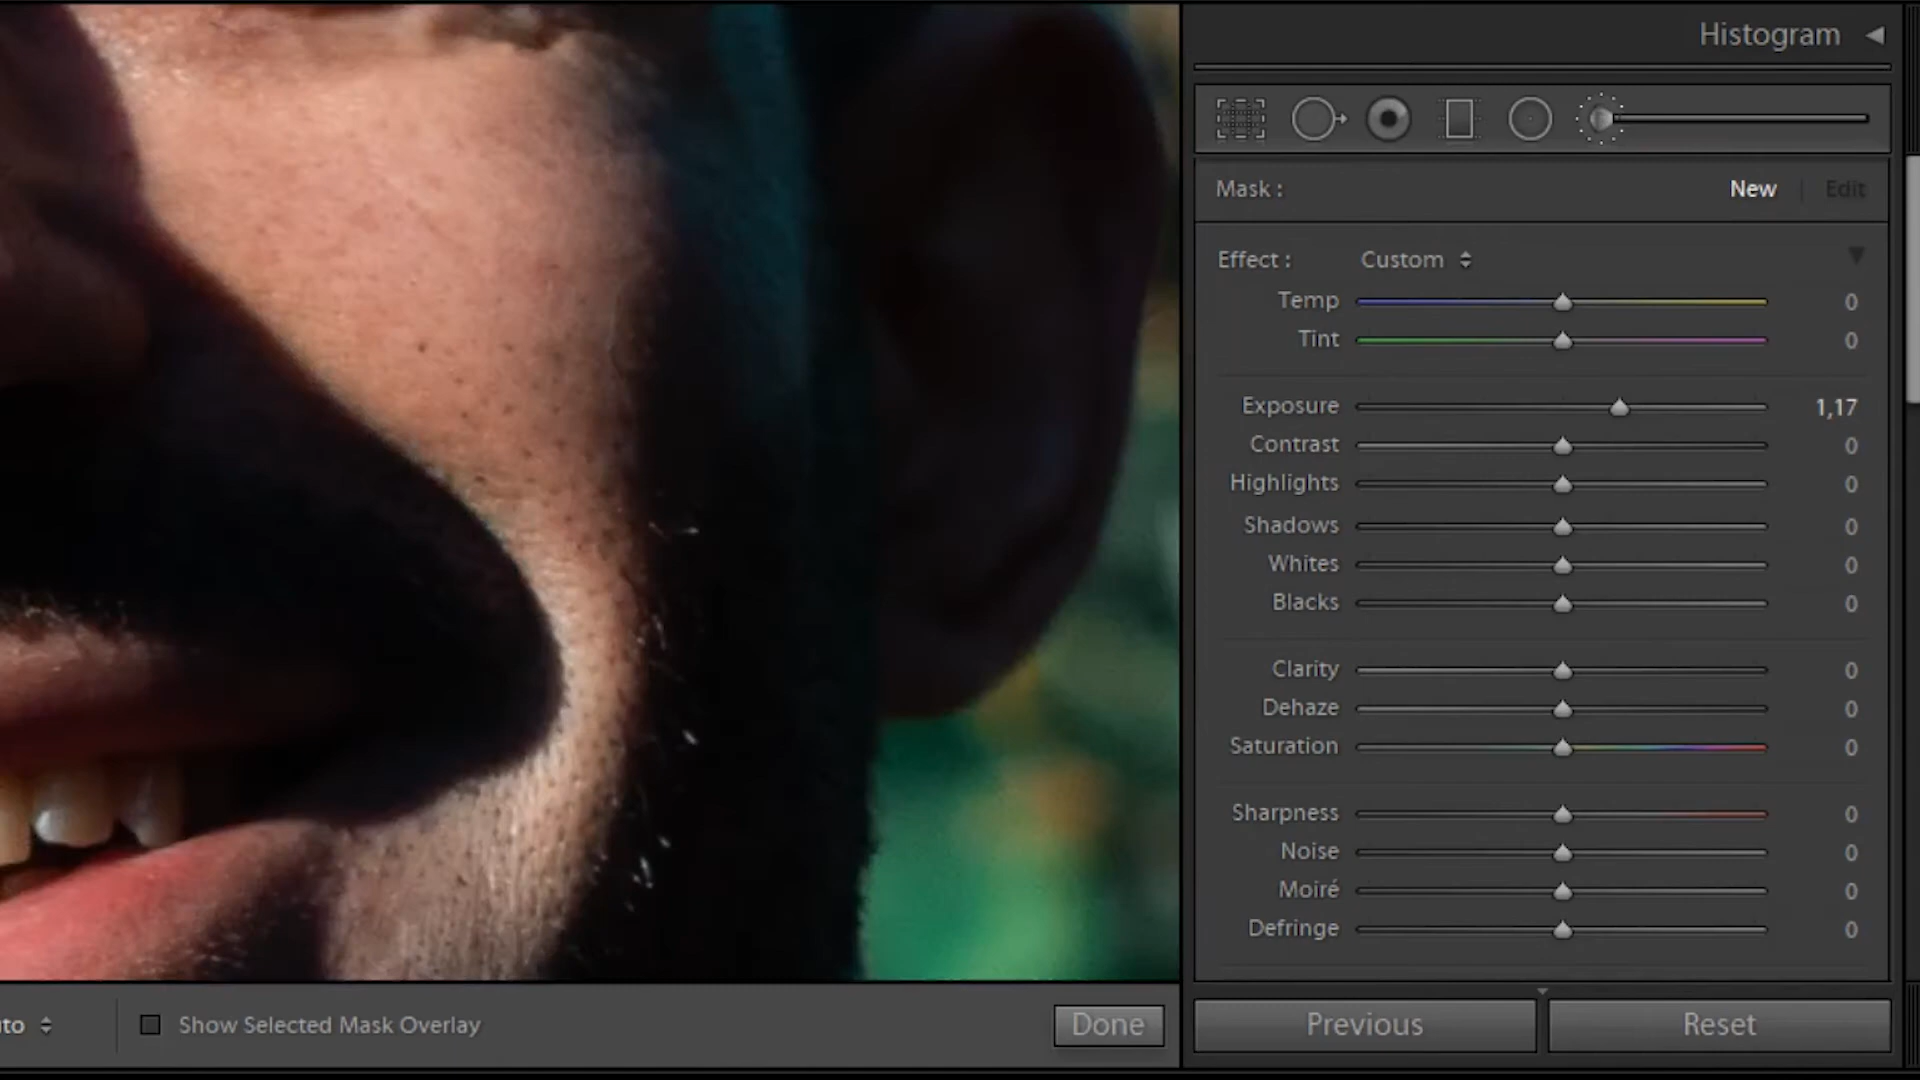 Histogram
Mask : New Edit
Effect : Custom
Temp 0
Tint 0
Exposure 1,17
Contrast 0
Highlights 0
Shadows 0
Whites 0
Blacks 0
Clarity 0
Dehaze 0
Saturation 0
Sharpness 0
Noise 0
Moiré 0
Defringe 0
uto Show Selected Mask Overlay Done
Previous Reset